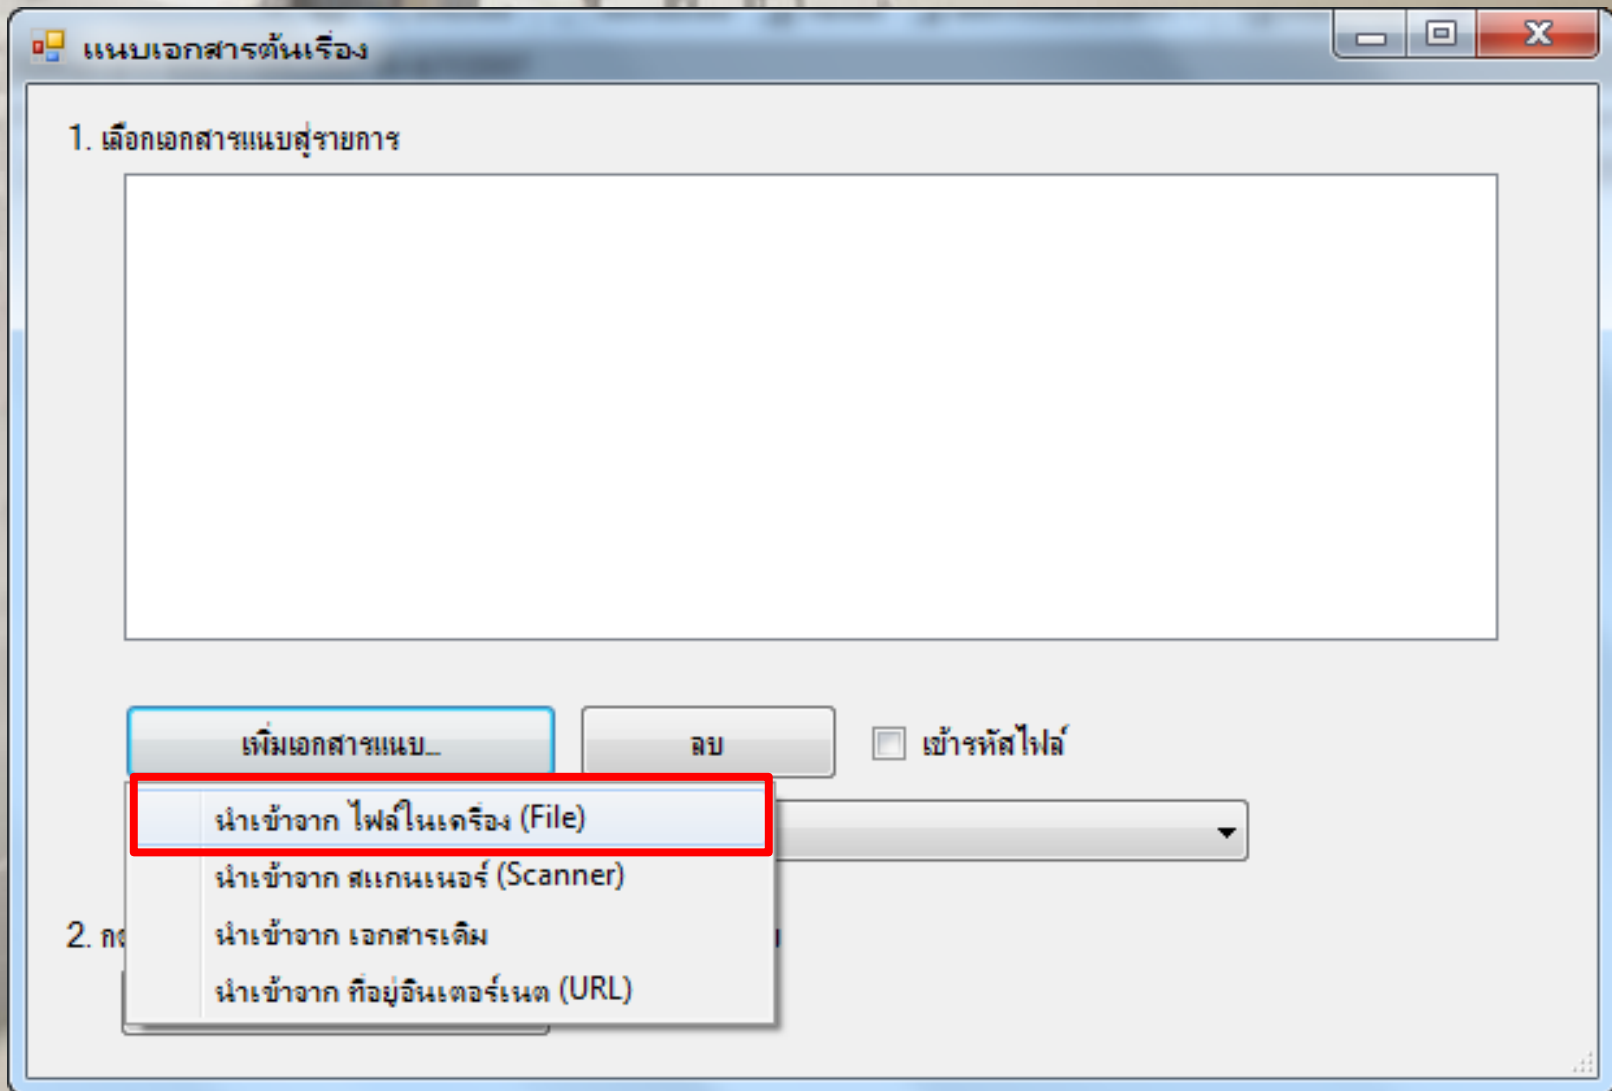 แนบเอกสารต้นเรื่อง
1. เลือกเอกสารแนบสู่รายการ
เพิ่มเอกสารแนบ...
ลบ
เข้ารหัสไฟล์
นำเข้าจาก ไฟล์ในเครื่อง (File)
นำเข้าจาก สแกนเนอร์ (Scanner)
2.
นำเข้าจาก เอกสารเดิม
นำเข้าจาก ที่อยู่อินเตอร์เนต (URL)